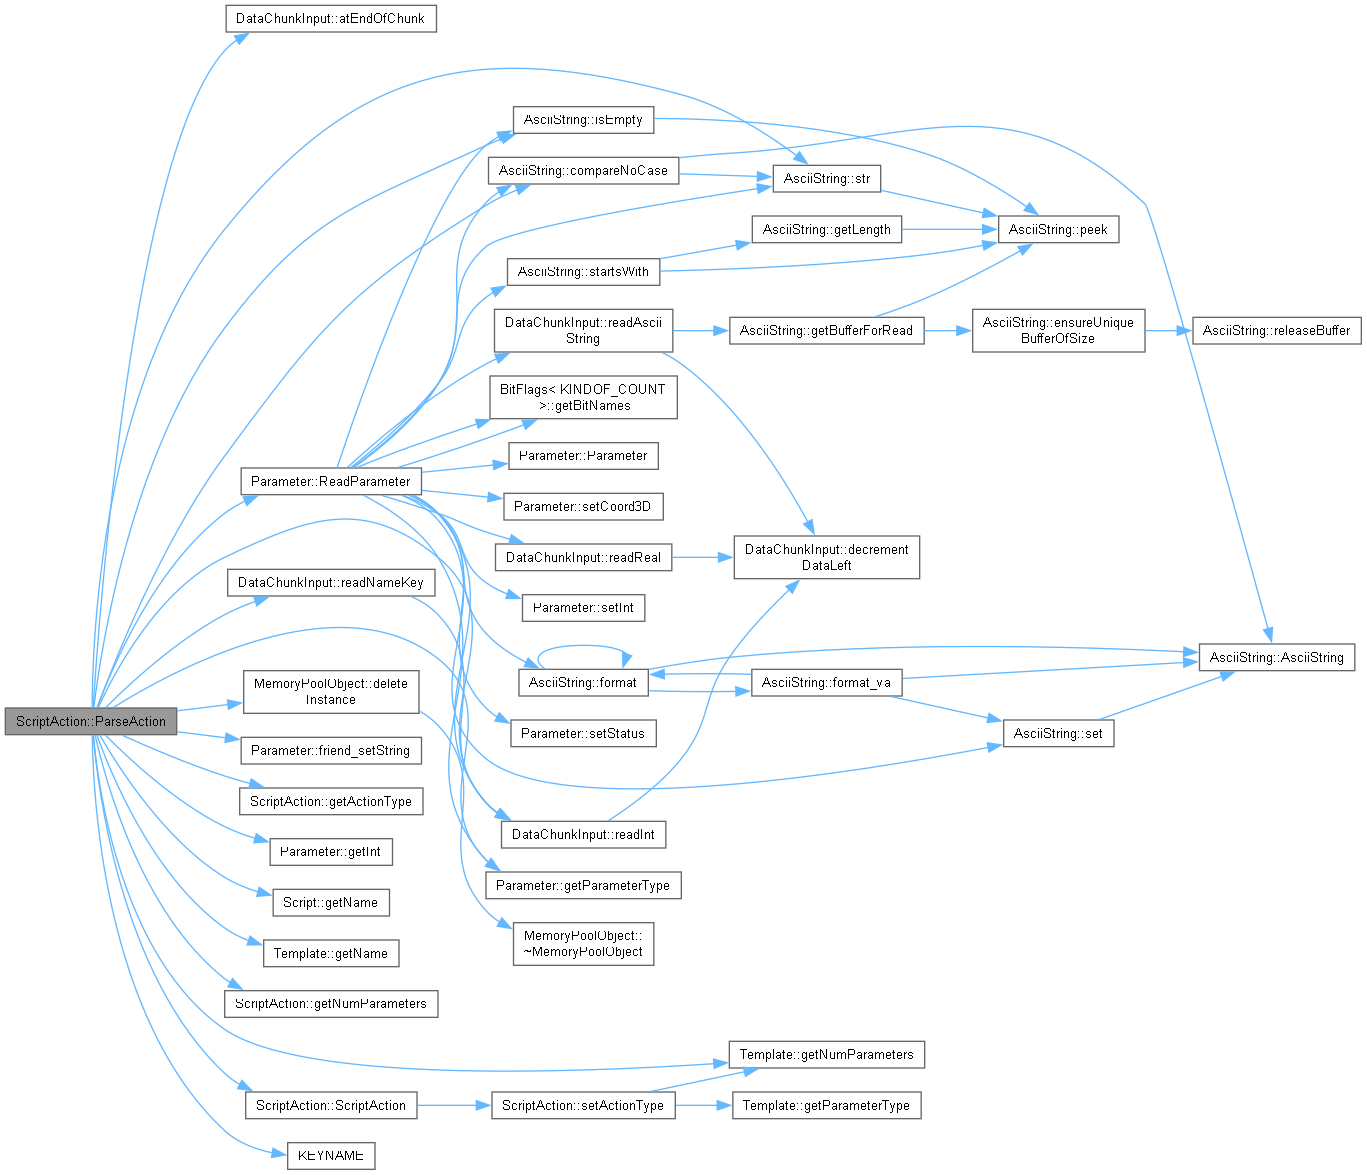 DataChunkInput::atEndOfChunk
AsciiString::isEmpty
AsciiString::compareNoCase
AsciiString::str
AsciiString::getLength
AsciiString::peek
AsciiString::startsWith
DataChunkInput::readAscii
String
AsciiString::getBufferForRead
AsciiString::ensureUnique
BufferOfSize
AsciiString::releaseBuffer
BitFlags< KINDOF_COUNT
>::getBitNames
Parameter::Parameter
Parameter::ReadParameter
Parameter::setCoord3D
DataChunkInput::readReal
DataChunkInput::decrement
DataLeft
DataChunkInput::readNameKey
Parameter::setInt
AsciiString::AsciiString
MemoryPoolObject::delete
Instance
AsciiString::format
AsciiString::format_va
ScriptAction::ParseAction
Parameter::setStatus
AsciiString::set
Parameter::friend_setString
ScriptAction::getActionType
DataChunkInput::readInt
Parameter::getInt
Parameter::getParameterType
Script::getName
MemoryPoolObject::
~MemoryPoolObject
Template::getName
ScriptAction::getNumParameters
Template::getNumParameters
ScriptAction::ScriptAction
ScriptAction::setActionType
Template::getParameterType
KEYNAME